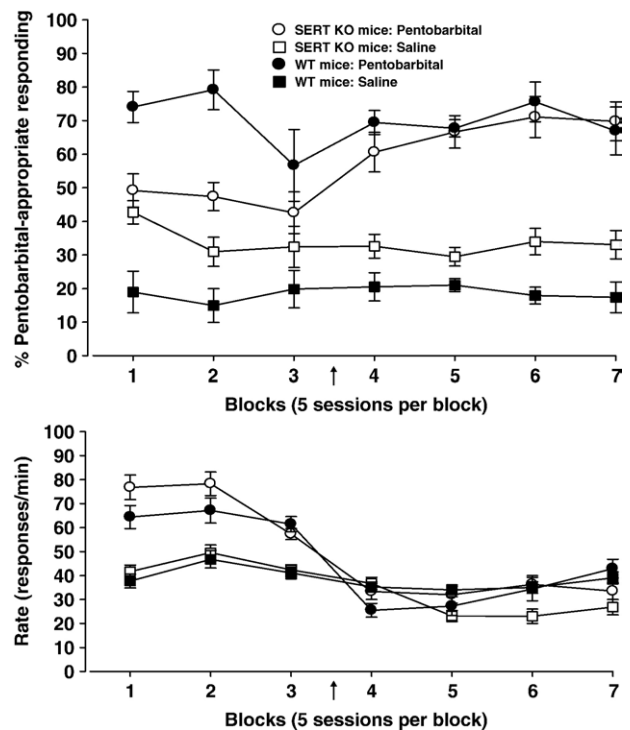 SERT KO mice: Pentobarbital
SERT KO mice: Saline
WT mice: Pentobarbital
WT mice: Saline
% Pentobarbital-appropriate responding
100
90
80
70
60
50
40
30
20
10
0
1 2 3 4 5 6 7
Blocks (5 sessions per block)
Rate (responses/min)
100
90
80
70
60
50
40
30
20
10
0
1 2 3 4 5 6 7
Blocks (5 sessions per block)